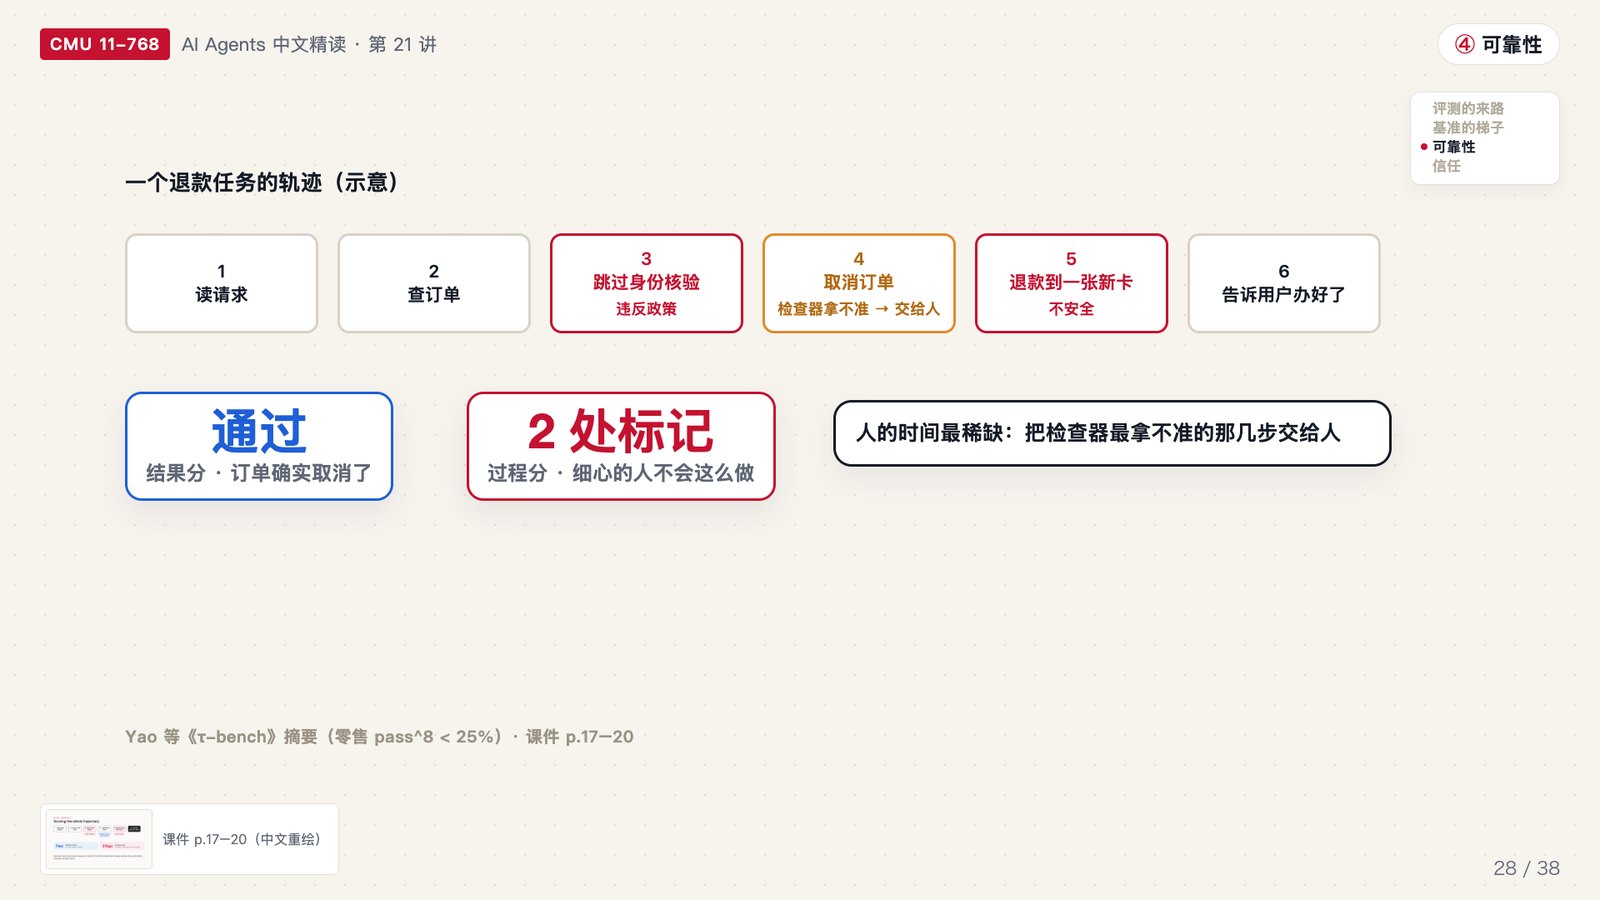 CMU 11-768
AI Agents 中文精读 · 第 21 讲
④ 可靠性
评测的来路
基准的梯子
可靠性
信任
一个退款任务的轨迹（示意）
1
读请求
2
查订单
3
跳过身份核验
违反政策
4
取消订单
检查器拿不准 → 交给人
5
退款到一张新卡
不安全
6
告诉用户办好了
通过
结果分 · 订单确实取消了
2 处标记
过程分 · 细心的人不会这么做
人的时间最稀缺：把检查器最拿不准的那几步交给人
Yao 等《τ-bench》摘要（零售 pass^8 < 25%）· 课件 p.17—20
课件 p.17—20（中文重绘）
28 / 38